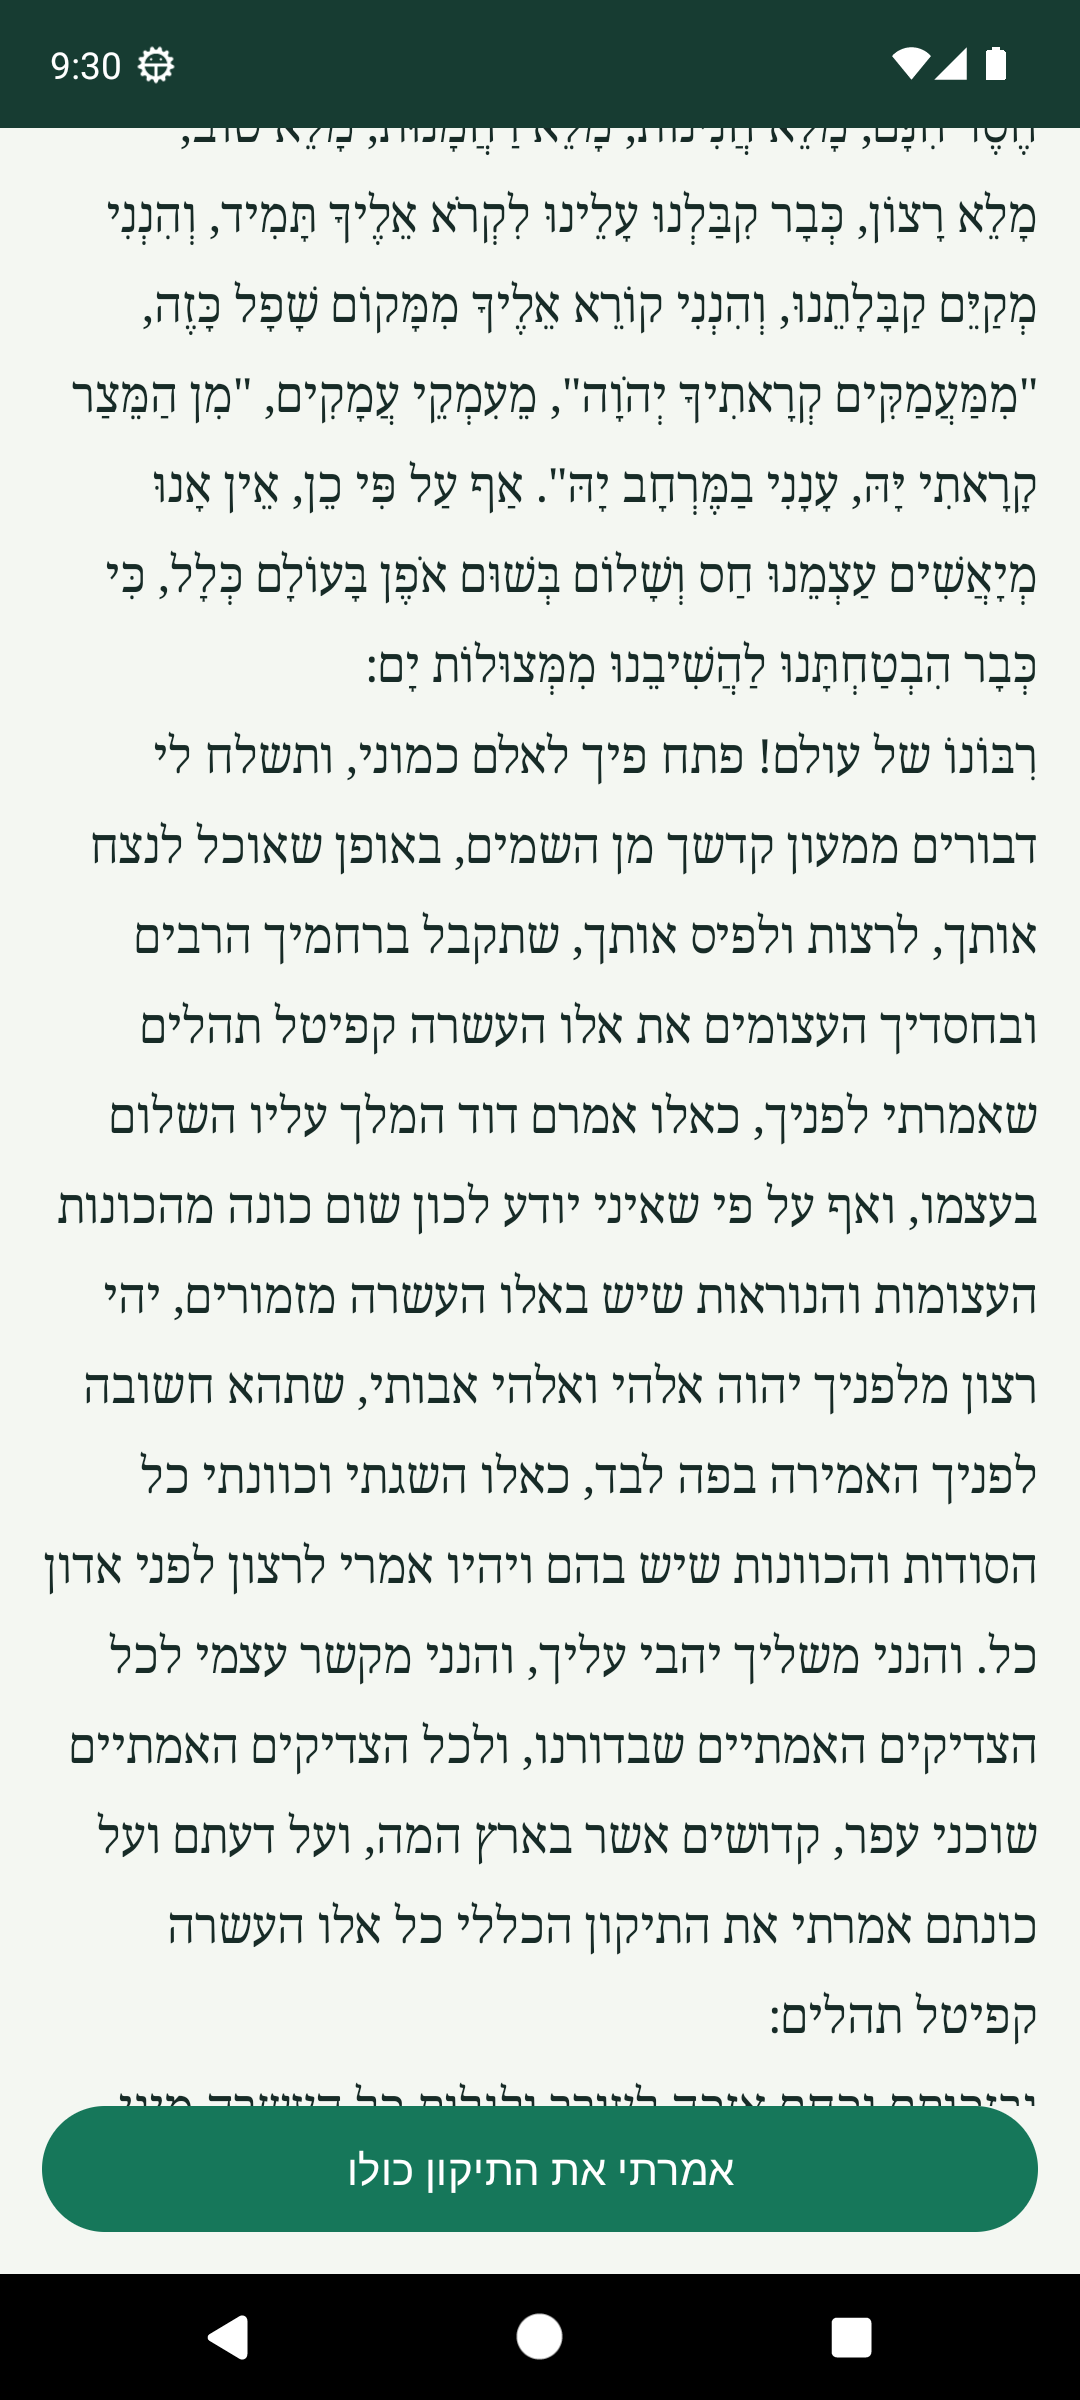 9:30
חֶסֶד חִנָּם, מָלֵא חֲנִינוּת, מָלֵא רַחֲמָנוּת, מָלֵא טוֹב,
מָלֵא רָצוֹן, כְּבָר קִבַּלְנוּ עָלֵינוּ לִקְרֹא אֵלֶיךָ תָּמִיד, וְהִנְנִי
מְקַיֵּם קַבָּלָתֵנוּ, וְהִנְנִי קוֹרֵא אֵלֶיךָ מִמָּקוֹם שָׁפָל כָּזֶה,
"מִמַּעֲמַקִּים קְרָאתִיךָ יְהֹוָה", מֵעִמְקֵי עֲמָקִים, "מִן הַמֵּצַר
קָרָאתִי יָּהּ, עָנָנִי בַמֶּרְחָב יָהּ". אַף עַל פִּי כֵן, אֵין אָנוּ
מְיָאֲשִׁים עַצְמֵנוּ חַס וְשָׁלוֹם בְּשׁוּם אֹפֶן בָּעוֹלָם כְּלָל, כִּי
כְּבָר הִבְטַחְתָּנוּ לַהֲשִׁיבֵנוּ מִמְּצוּלוֹת יָם:
רִבּוֹנוֹ של עולם! פתח פיך לאלם כמוני, ותשלח לי
דבורים ממעון קדשך מן השמים, באופן שאוכל לנצח
אותך, לרצות ולפיס אותך, שתקבל ברחמיך הרבים
ובחסדיך העצומים את אלו העשרה קפיטל תהלים
שאמרתי לפניך, כאלו אמרם דוד המלך עליו השלום
בעצמו, ואף על פי שאיני יודע לכון שום כונה מהכונות
העצומות והנוראות שיש באלו העשרה מזמורים, יהי
רצון מלפניך יהוה אלהי ואלהי אבותי, שתהא חשובה
לפניך האמירה בפה לבד, כאלו השגתי וכוונתי כל
הסודות והכוונות שיש בהם ויהיו אמרי לרצון לפני אדון
כל. והנני משליך יהבי עליך, והנני מקשר עצמי לכל
הצדיקים האמתיים שבדורנו, ולכל הצדיקים האמתיים
שוכני עפר, קדושים אשר בארץ המה, ועל דעתם ועל
כונתם אמרתי את התיקון הכללי כל אלו העשרה
קפיטל תהלים:
אמרתי את התיקון כולו